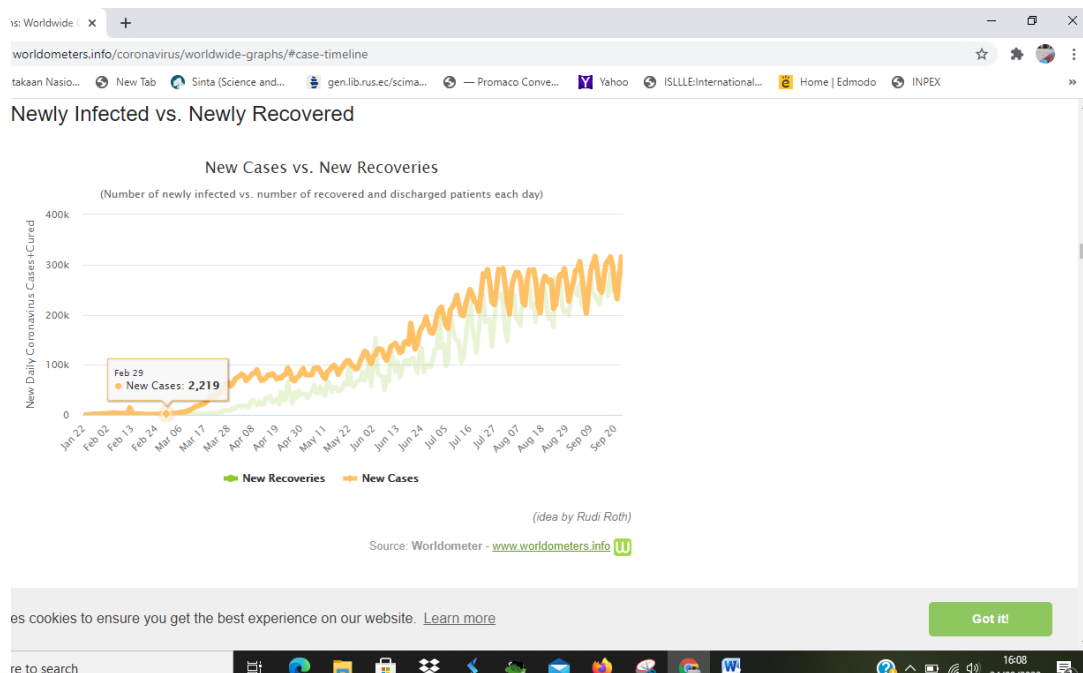 ns: Worldwide
worldometers.info/coronavirus/worldwide-graphs/#case-timeline
takaan Nasio... New Tab Sinta (Science and... gen.lib.rus.ec/scima... — Promaco Conve... Yahoo ISLLLE:International... Home | Edmodo INPEX »
Newly Infected vs. Newly Recovered
New Cases vs. New Recoveries
(Number of newly infected vs. number of recovered and discharged patients each day)
New Daily Coronavirus Cases+Cured
400k
300k
200k
100k
0
Feb 29
New Cases: 2,219
Jan 22 Feb 02 Feb 13 Feb 24 Mar 06 Mar 17 Mar 28 Apr 08 Apr 19 Apr 30 May 11 May 22 Jun 02 Jun 13 Jun 24 Jul 05 Jul 16 Jul 27 Aug 07 Aug 18 Aug 29 Sep 09 Sep 20
New Recoveries New Cases
(idea by Rudi Roth)
Source: Worldometer - www.worldometers.info
es cookies to ensure you get the best experience on our website. Learn more
Got it!
re to search
16:08